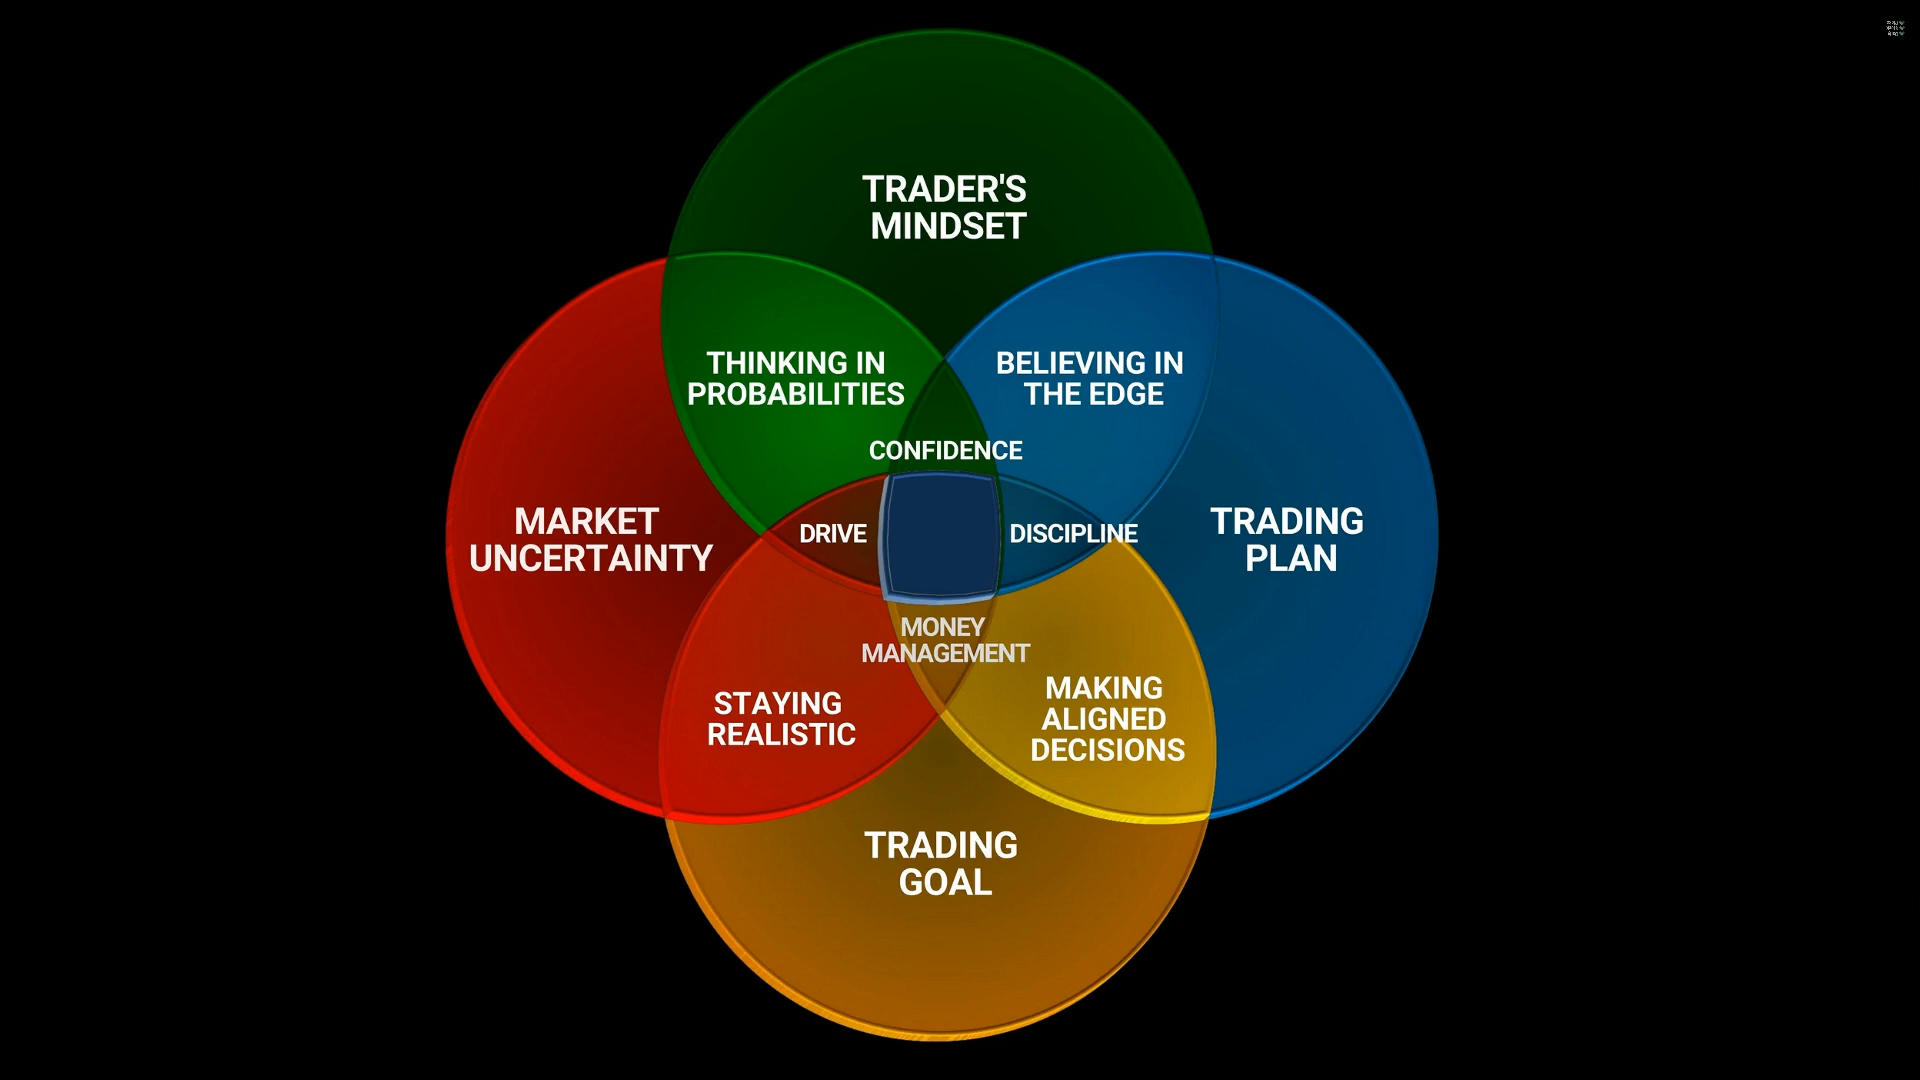 TRADER'S
MINDSET
THINKING IN
PROBABILITIES
BELIEVING IN
THE EDGE
CONFIDENCE
MARKET
UNCERTAINTY
DRIVE
DISCIPLINE
TRADING
PLAN
MONEY
MANAGEMENT
STAYING
REALISTIC
MAKING
ALIGNED
DECISIONS
TRADING
GOAL